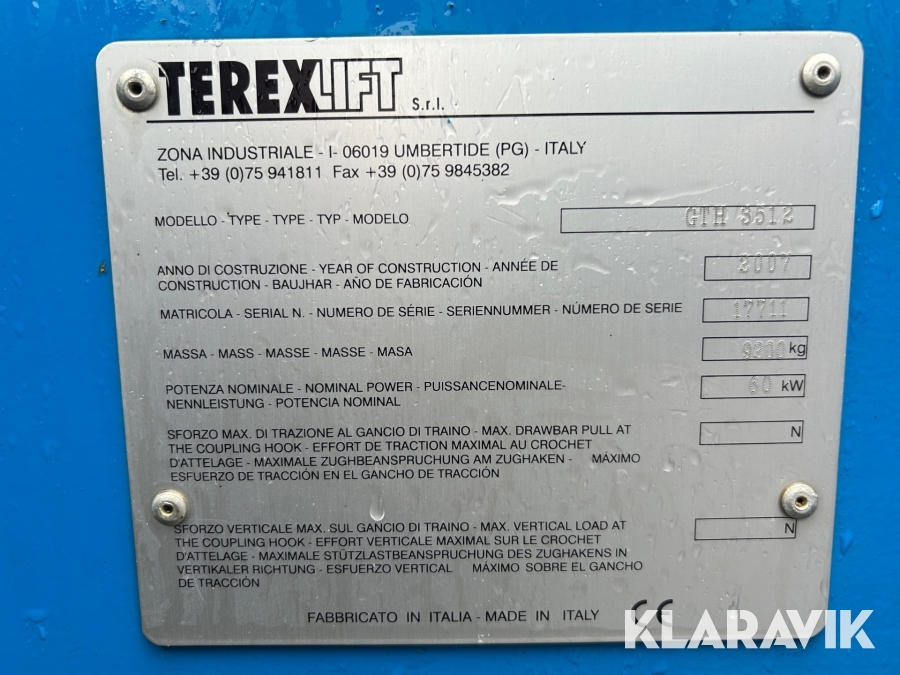 TEREXLIFT S.r.l.
ZONA INDUSTRIALE - I- 06019 UMBERTIDE (PG) - ITALY
Tel. +39 (0)75 941811 Fax +39 (0)75 9845382
MODELLO - TYPE - TYPE - TYP - MODELO GTH 3512
ANNO DI COSTRUZIONE - YEAR OF CONSTRUCTION - ANNÉE DE
CONSTRUCTION - BAUJHAR - AÑO DE FABRICACIÓN 2007
MATRICOLA - SERIAL N. - NUMERO DE SÉRIE - SERIENNUMMER - NÚMERO DE SERIE 17711
MASSA - MASS - MASSE - MASSE - MASA 9200 kg
POTENZA NOMINALE - NOMINAL POWER - PUISSANCENOMINALE-
NENNLEISTUNG - POTENCIA NOMINAL 60 kW
SFORZO MAX. DI TRAZIONE AL GANCIO DI TRAINO - MAX. DRAWBAR PULL AT N
THE COUPLING HOOK - EFFORT DE TRACTION MAXIMAL AU CROCHET
D'ATTELAGE - MAXIMALE ZUGHBEANSPRUCHUNG AM ZUGHAKEN - MÁXIMO
ESFUERZO DE TRACCIÓN EN EL GANCHO DE TRACCIÓN
SFORZO VERTICALE MAX. SUL GANCIO DI TRAINO - MAX. VERTICAL LOAD AT N
THE COUPLING HOOK - EFFORT VERTICALE MAXIMAL SUR LE CROCHET
D'ATTELAGE - MAXIMALE STÜTZLASTBEANSPRUCHUNG DES ZUGHAKENS IN
VERTIKALER RICHTUNG - ESFUERZO VERTICAL MÁXIMO SOBRE EL GANCHO
DE TRACCIÓN
FABBRICATO IN ITALIA - MADE IN ITALY CE
KLARAVIK